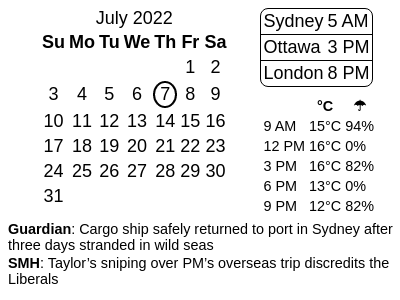 July 2022
Su Mo Tu We Th Fr Sa
1 2
3 4 5 6 7 8 9
10 11 12 13 14 15 16
17 18 19 20 21 22 23
24 25 26 27 28 29 30
31
Sydney 5 AM
Ottawa 3 PM
London 8 PM
°C ☂
9 AM 15°C 94%
12 PM 16°C 0%
3 PM 16°C 82%
6 PM 13°C 0%
9 PM 12°C 82%
Guardian: Cargo ship safely returned to port in Sydney after
three days stranded in wild seas
SMH: Taylor’s sniping over PM’s overseas trip discredits the
Liberals